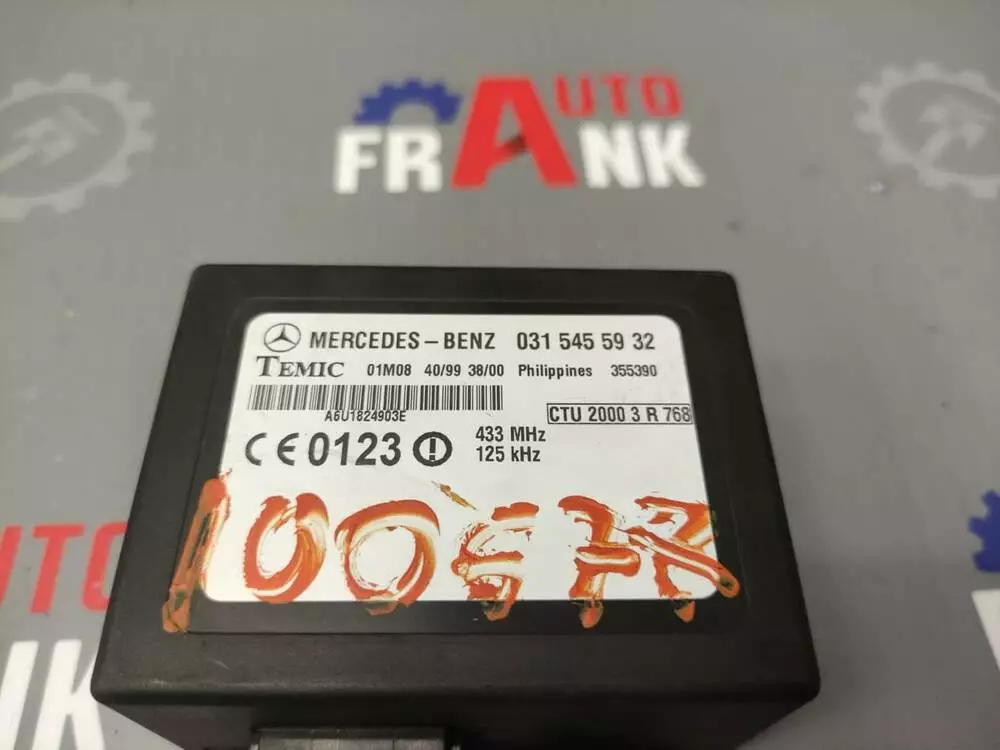 AUTO
FRANK
MERCEDES-BENZ 031 545 59 32
TEMIC 01M08 40/99 38/00 Philippines 355390
A6U1824903E
CTU 2000 3 R 768
CE 0123 433 MHz
125 kHz
AUTO